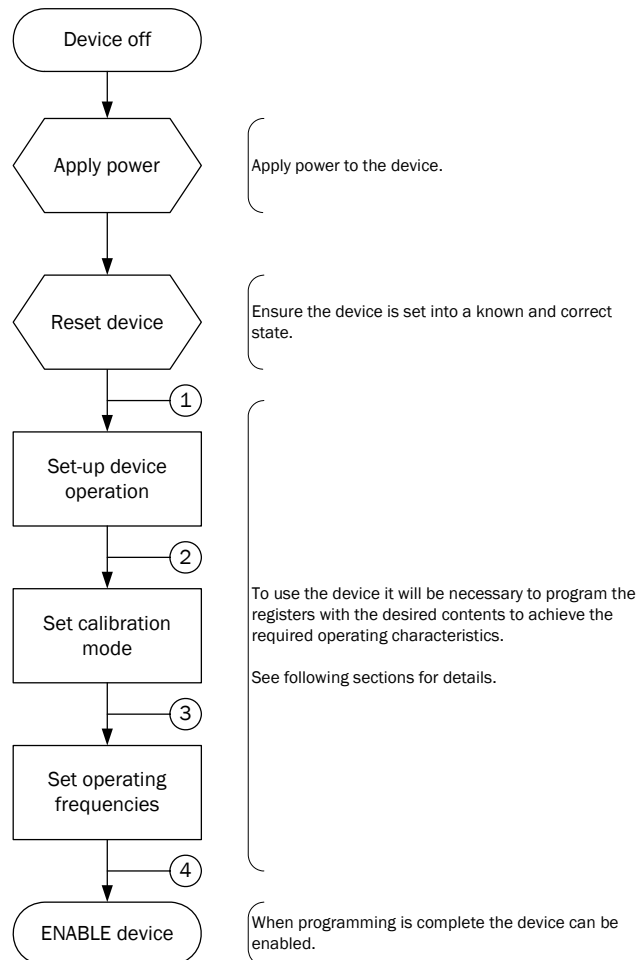 Device off
Apply power
Apply power to the device.
Reset device
Ensure the device is set into a known and correct
state.
1
Set-up device
operation
2
Set calibration
mode
To use the device it will be necessary to program the
registers with the desired contents to achieve the
required operating characteristics.
See following sections for details.
3
Set operating
frequencies
4
ENABLE device
When programming is complete the device can be
enabled.